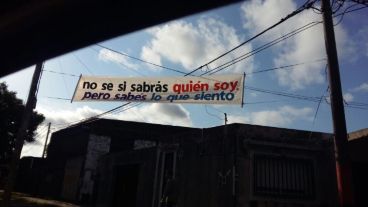 no se si sabrás quién soy.
pero sabes lo que siento